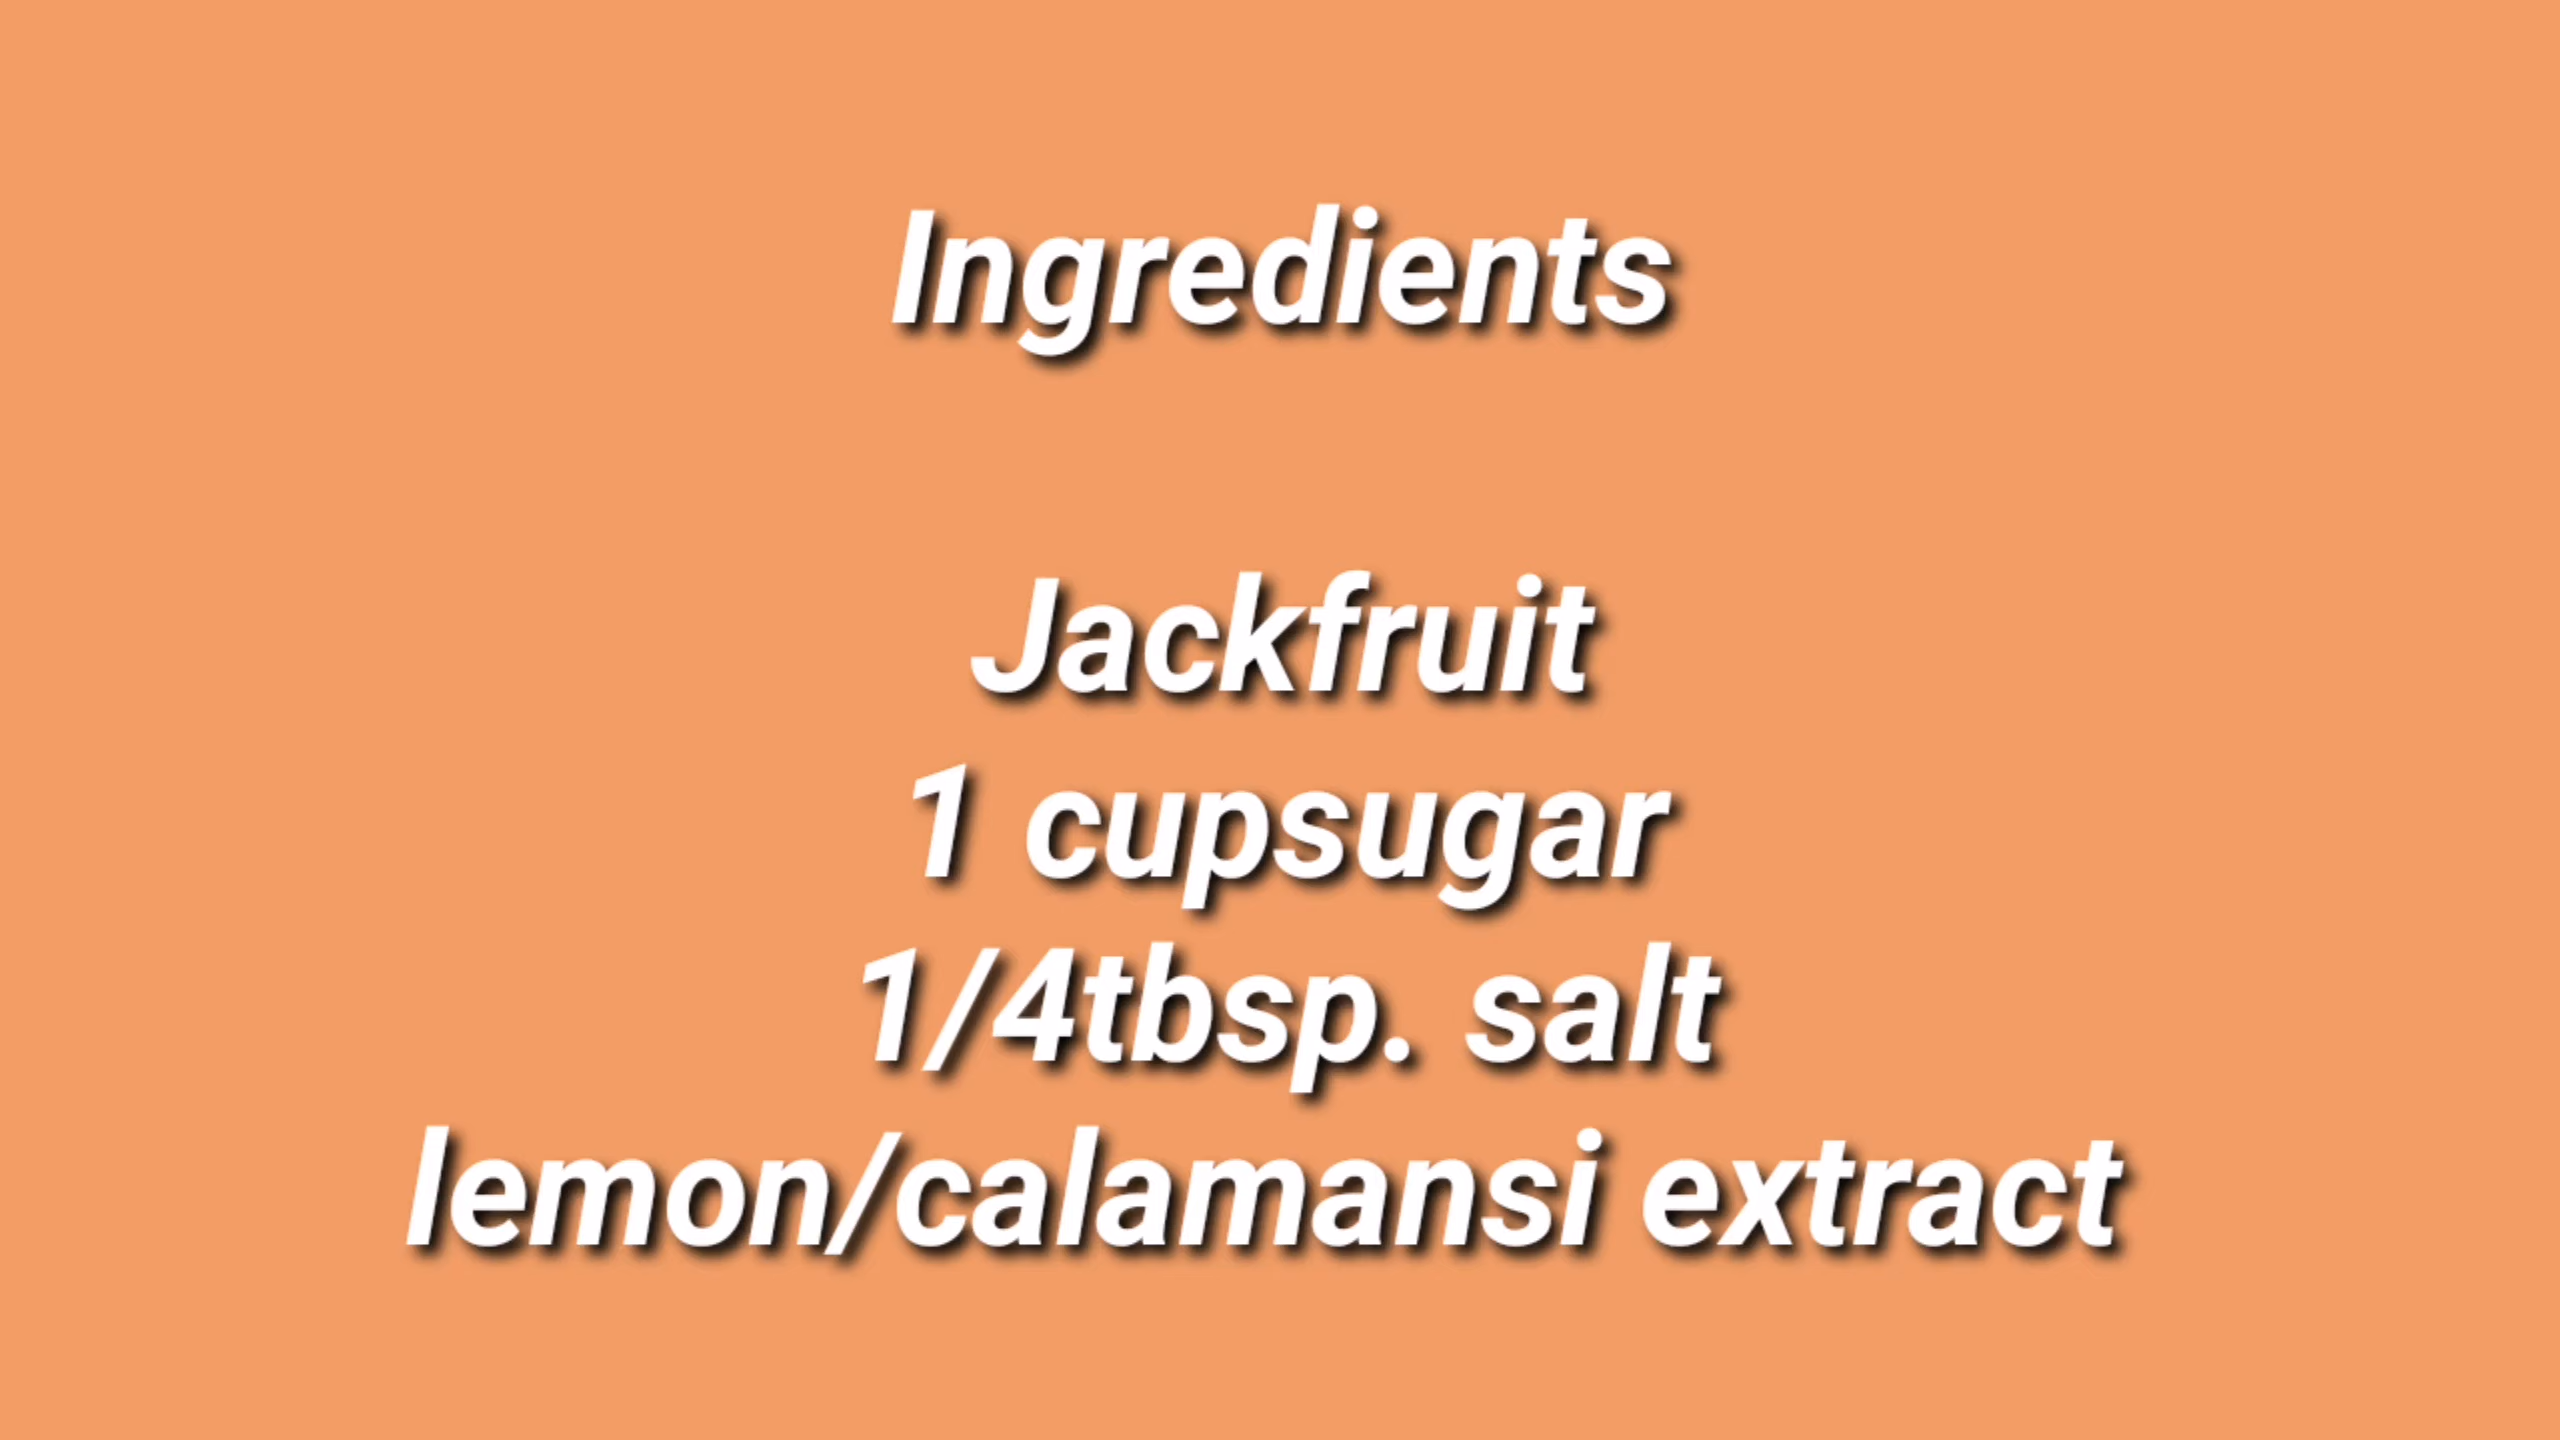 Ingredients
Jackfruit
1 cupsugar
1/4tbsp. salt
lemon/calamansi extract